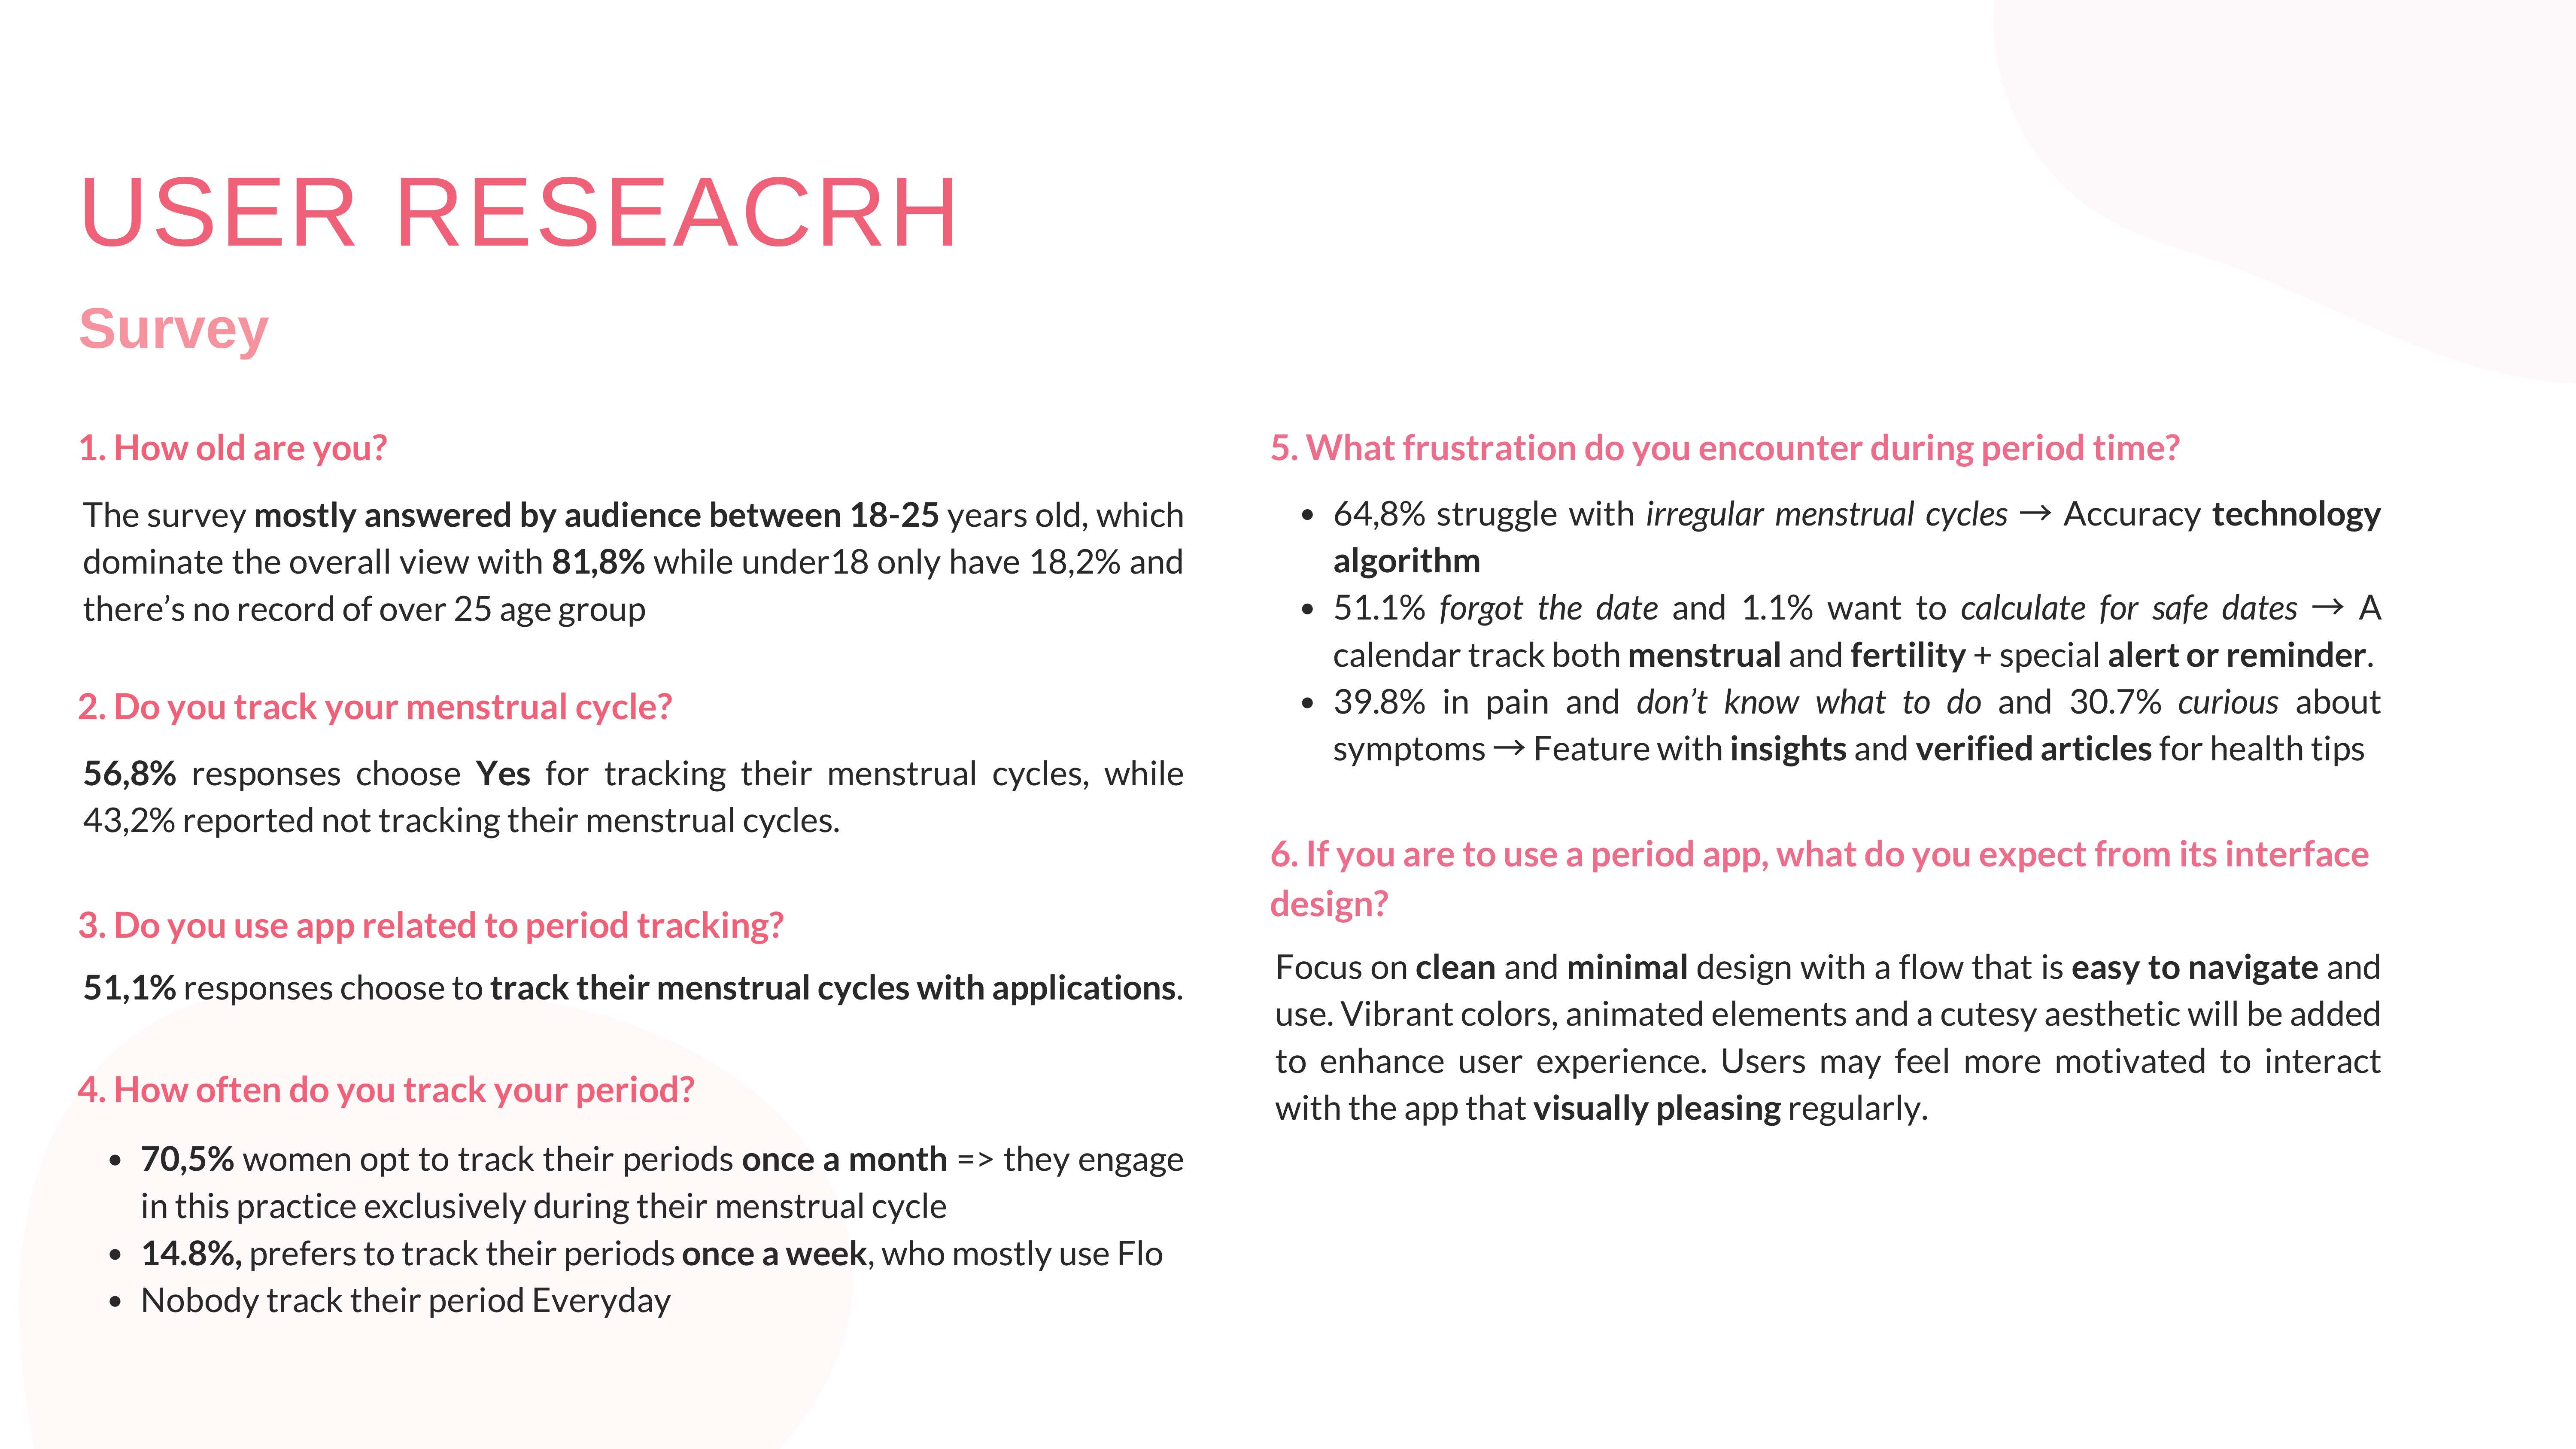 USER RESEACRH
Survey
1. How old are you?
The survey mostly answered by audience between 18-25 years old, which
dominate the overall view with 81,8% while under18 only have 18,2% and
there’s no record of over 25 age group
2. Do you track your menstrual cycle?
56,8% responses choose Yes for tracking their menstrual cycles, while
43,2% reported not tracking their menstrual cycles.
3. Do you use app related to period tracking?
51,1% responses choose to track their menstrual cycles with applications.
4. How often do you track your period?
• 70,5% women opt to track their periods once a month => they engage
in this practice exclusively during their menstrual cycle
• 14.8%, prefers to track their periods once a week, who mostly use Flo
• Nobody track their period Everyday
5. What frustration do you encounter during period time?
• 64,8% struggle with irregular menstrual cycles → Accuracy technology
algorithm
• 51.1% forgot the date and 1.1% want to calculate for safe dates → A
calendar track both menstrual and fertility + special alert or reminder.
• 39.8% in pain and don’t know what to do and 30.7% curious about
symptoms → Feature with insights and verified articles for health tips
6. If you are to use a period app, what do you expect from its interface
design?
Focus on clean and minimal design with a flow that is easy to navigate and
use. Vibrant colors, animated elements and a cutesy aesthetic will be added
to enhance user experience. Users may feel more motivated to interact
with the app that visually pleasing regularly.